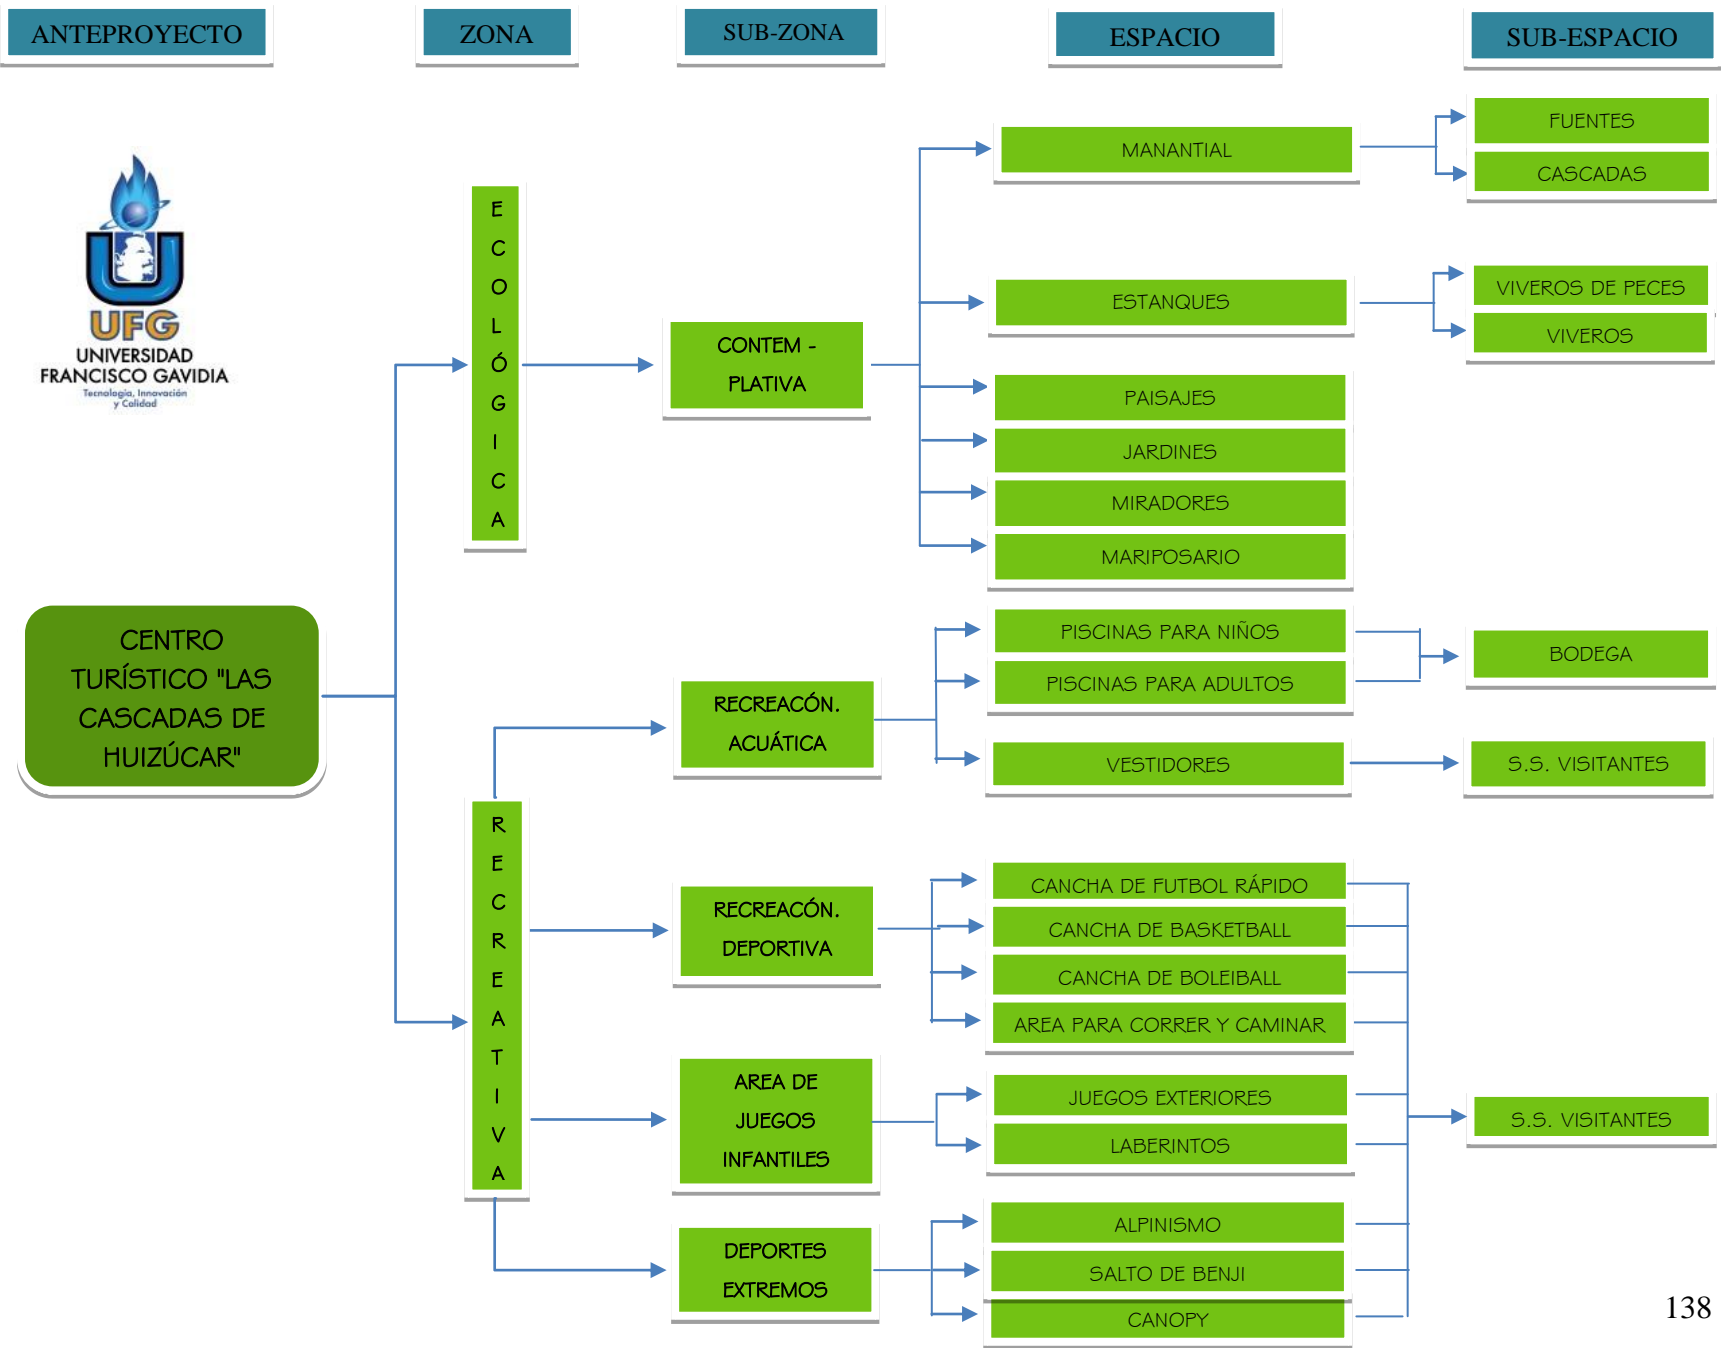 ANTEPROYECTO
ZONA
SUB-ZONA
ESPACIO
SUB-ESPACIO
UFG
UNIVERSIDAD
FRANCISCO GAVIDIA
Tecnología, Innovación
y Calidad
CENTRO
TURÍSTICO "LAS
CASCADAS DE
HUIZÚCAR"
E
C
O
L
Ó
G
I
C
A
CONTEM -
PLATIVA
MANANTIAL
FUENTES
CASCADAS
ESTANQUES
VIVEROS DE PECES
VIVEROS
PAISAJES
JARDINES
MIRADORES
MARIPOSARIO
R
E
C
R
E
A
T
I
V
A
RECREACÓN.
ACUÁTICA
PISCINAS PARA NIÑOS
PISCINAS PARA ADULTOS
BODEGA
VESTIDORES
S.S. VISITANTES
RECREACÓN.
DEPORTIVA
CANCHA DE FUTBOL RÁPIDO
CANCHA DE BASKETBALL
CANCHA DE BOLEIBALL
AREA PARA CORRER Y CAMINAR
AREA DE
JUEGOS
INFANTILES
JUEGOS EXTERIORES
LABERINTOS
S.S. VISITANTES
DEPORTES
EXTREMOS
ALPINISMO
SALTO DE BENJI
CANOPY
138